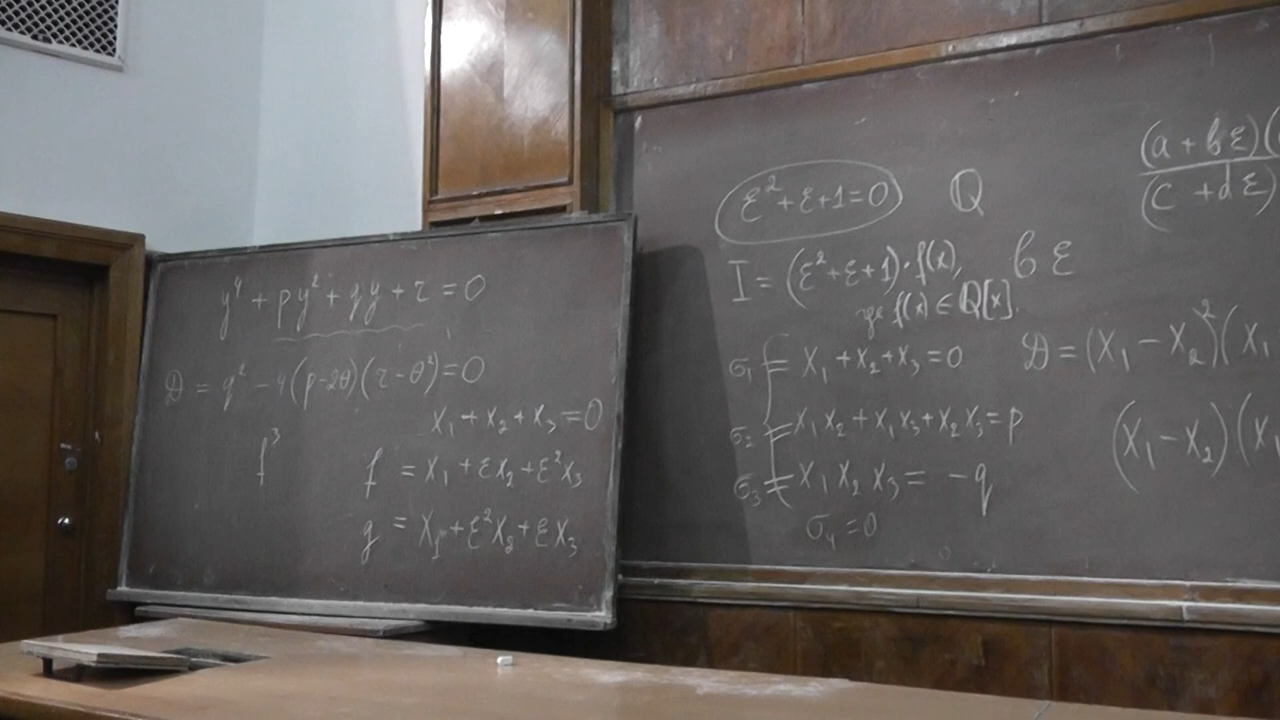 y⁴ + py² + qy + r = 0
D = q² - 4(p-2θ)(r-θ²) = 0
x₁ + x₂ + x₃ = 0
f³
f = x₁ + εx₂ + ε²x₃
g = x₁ + ε²x₂ + εx₃
ε² + ε + 1 = 0 Q
I = (ε² + ε + 1)·f(x),
где f(x) ∈ Q[x].
b ε
σ₁ = x₁ + x₂ + x₃ = 0
σ₂ = x₁x₂ + x₁x₃ + x₂x₃ = p
σ₃ = x₁x₂x₃ = -q
σ₄ = 0
(a + bε)(
(c + dε)
D = (x₁ - x₂)²(x₁
(x₁ - x₂)(x₁